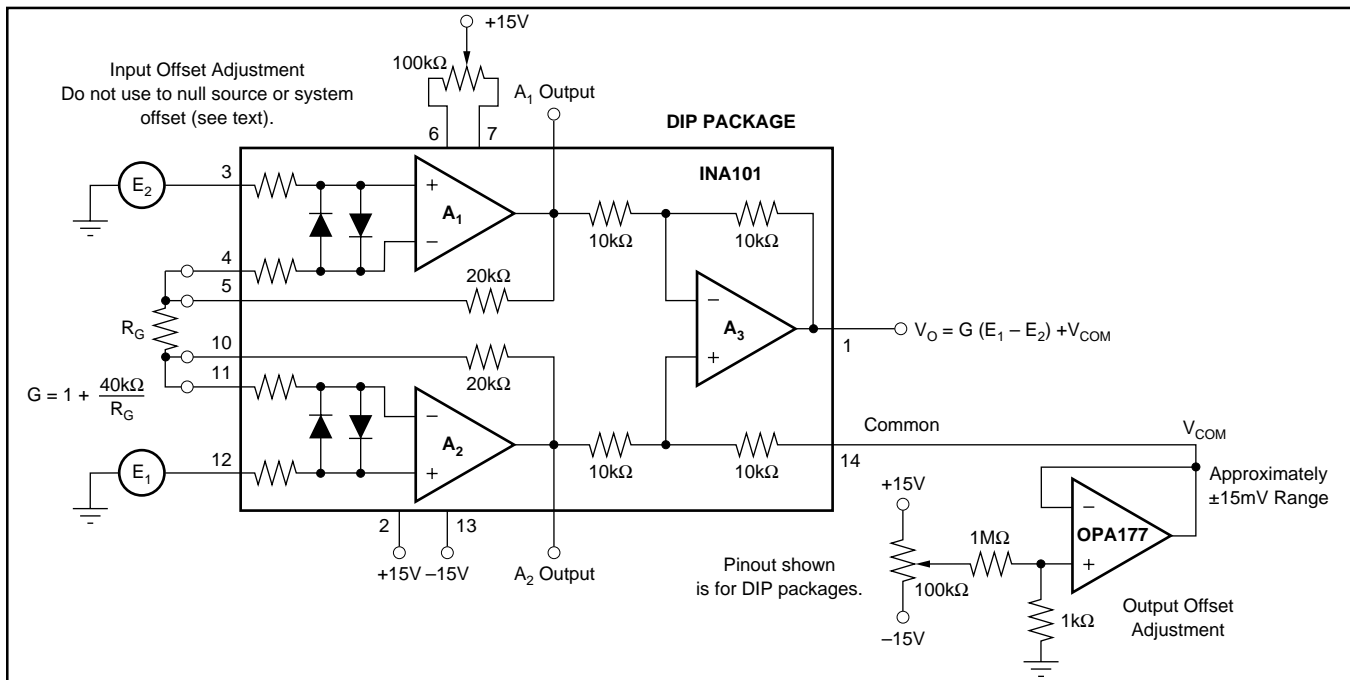 +15V
100kΩ
Input Offset Adjustment
Do not use to null source or system
offset (see text).
A1 Output
6
7
DIP PACKAGE
INA101
3
E2
+
A1
–
10kΩ
10kΩ
4
5
20kΩ
RG
–
A3
+
VO = G (E1 – E2) +VCOM
1
10
20kΩ
11
G = 1 + 40kΩ
RG
–
A2
+
10kΩ
10kΩ
Common
VCOM
14
12
E1
Approximately
±15mV Range
2
13
+15V
–15V
A2 Output
+15V
–
OPA177
+
1MΩ
Pinout shown
is for DIP packages.
100kΩ
1kΩ
–15V
Output Offset
Adjustment